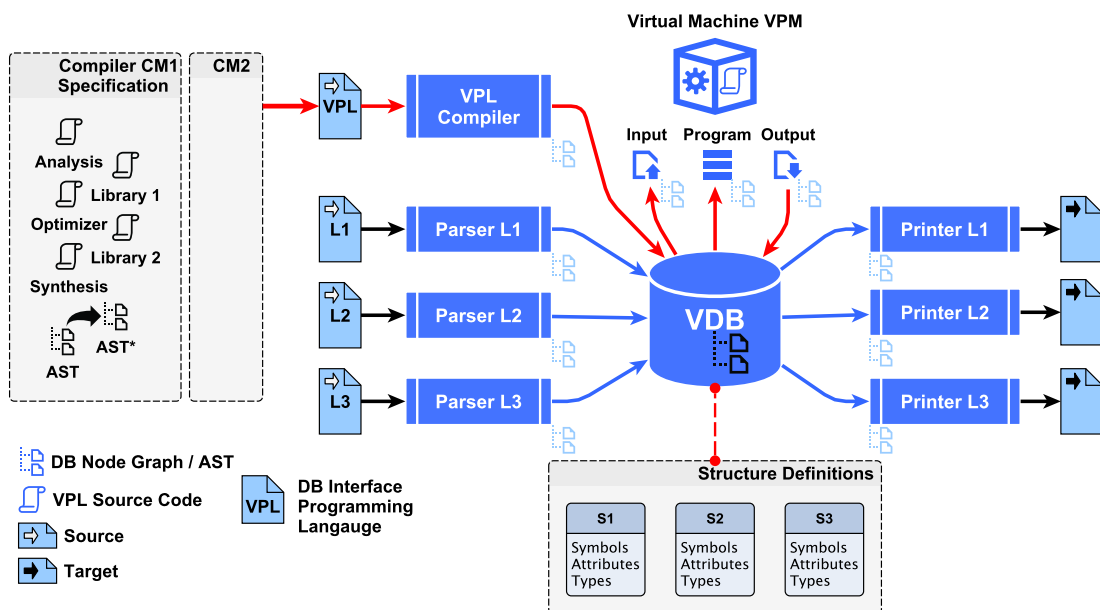 Virtual Machine VPM
Compiler CM1
Specification
CM2
Analysis
Library 1
Optimizer
Library 2
Synthesis
AST*
AST
VPL
VPL
Compiler
Input
Program
Output
L1
Parser L1
Printer L1
L2
Parser L2
VDB
Printer L2
L3
Parser L3
Printer L3
DB Node Graph / AST
VPL Source Code
Source
Target
VPL
DB Interface
Programming
Langauge
Structure Definitions
S1
Symbols
Attributes
Types
S2
Symbols
Attributes
Types
S3
Symbols
Attributes
Types